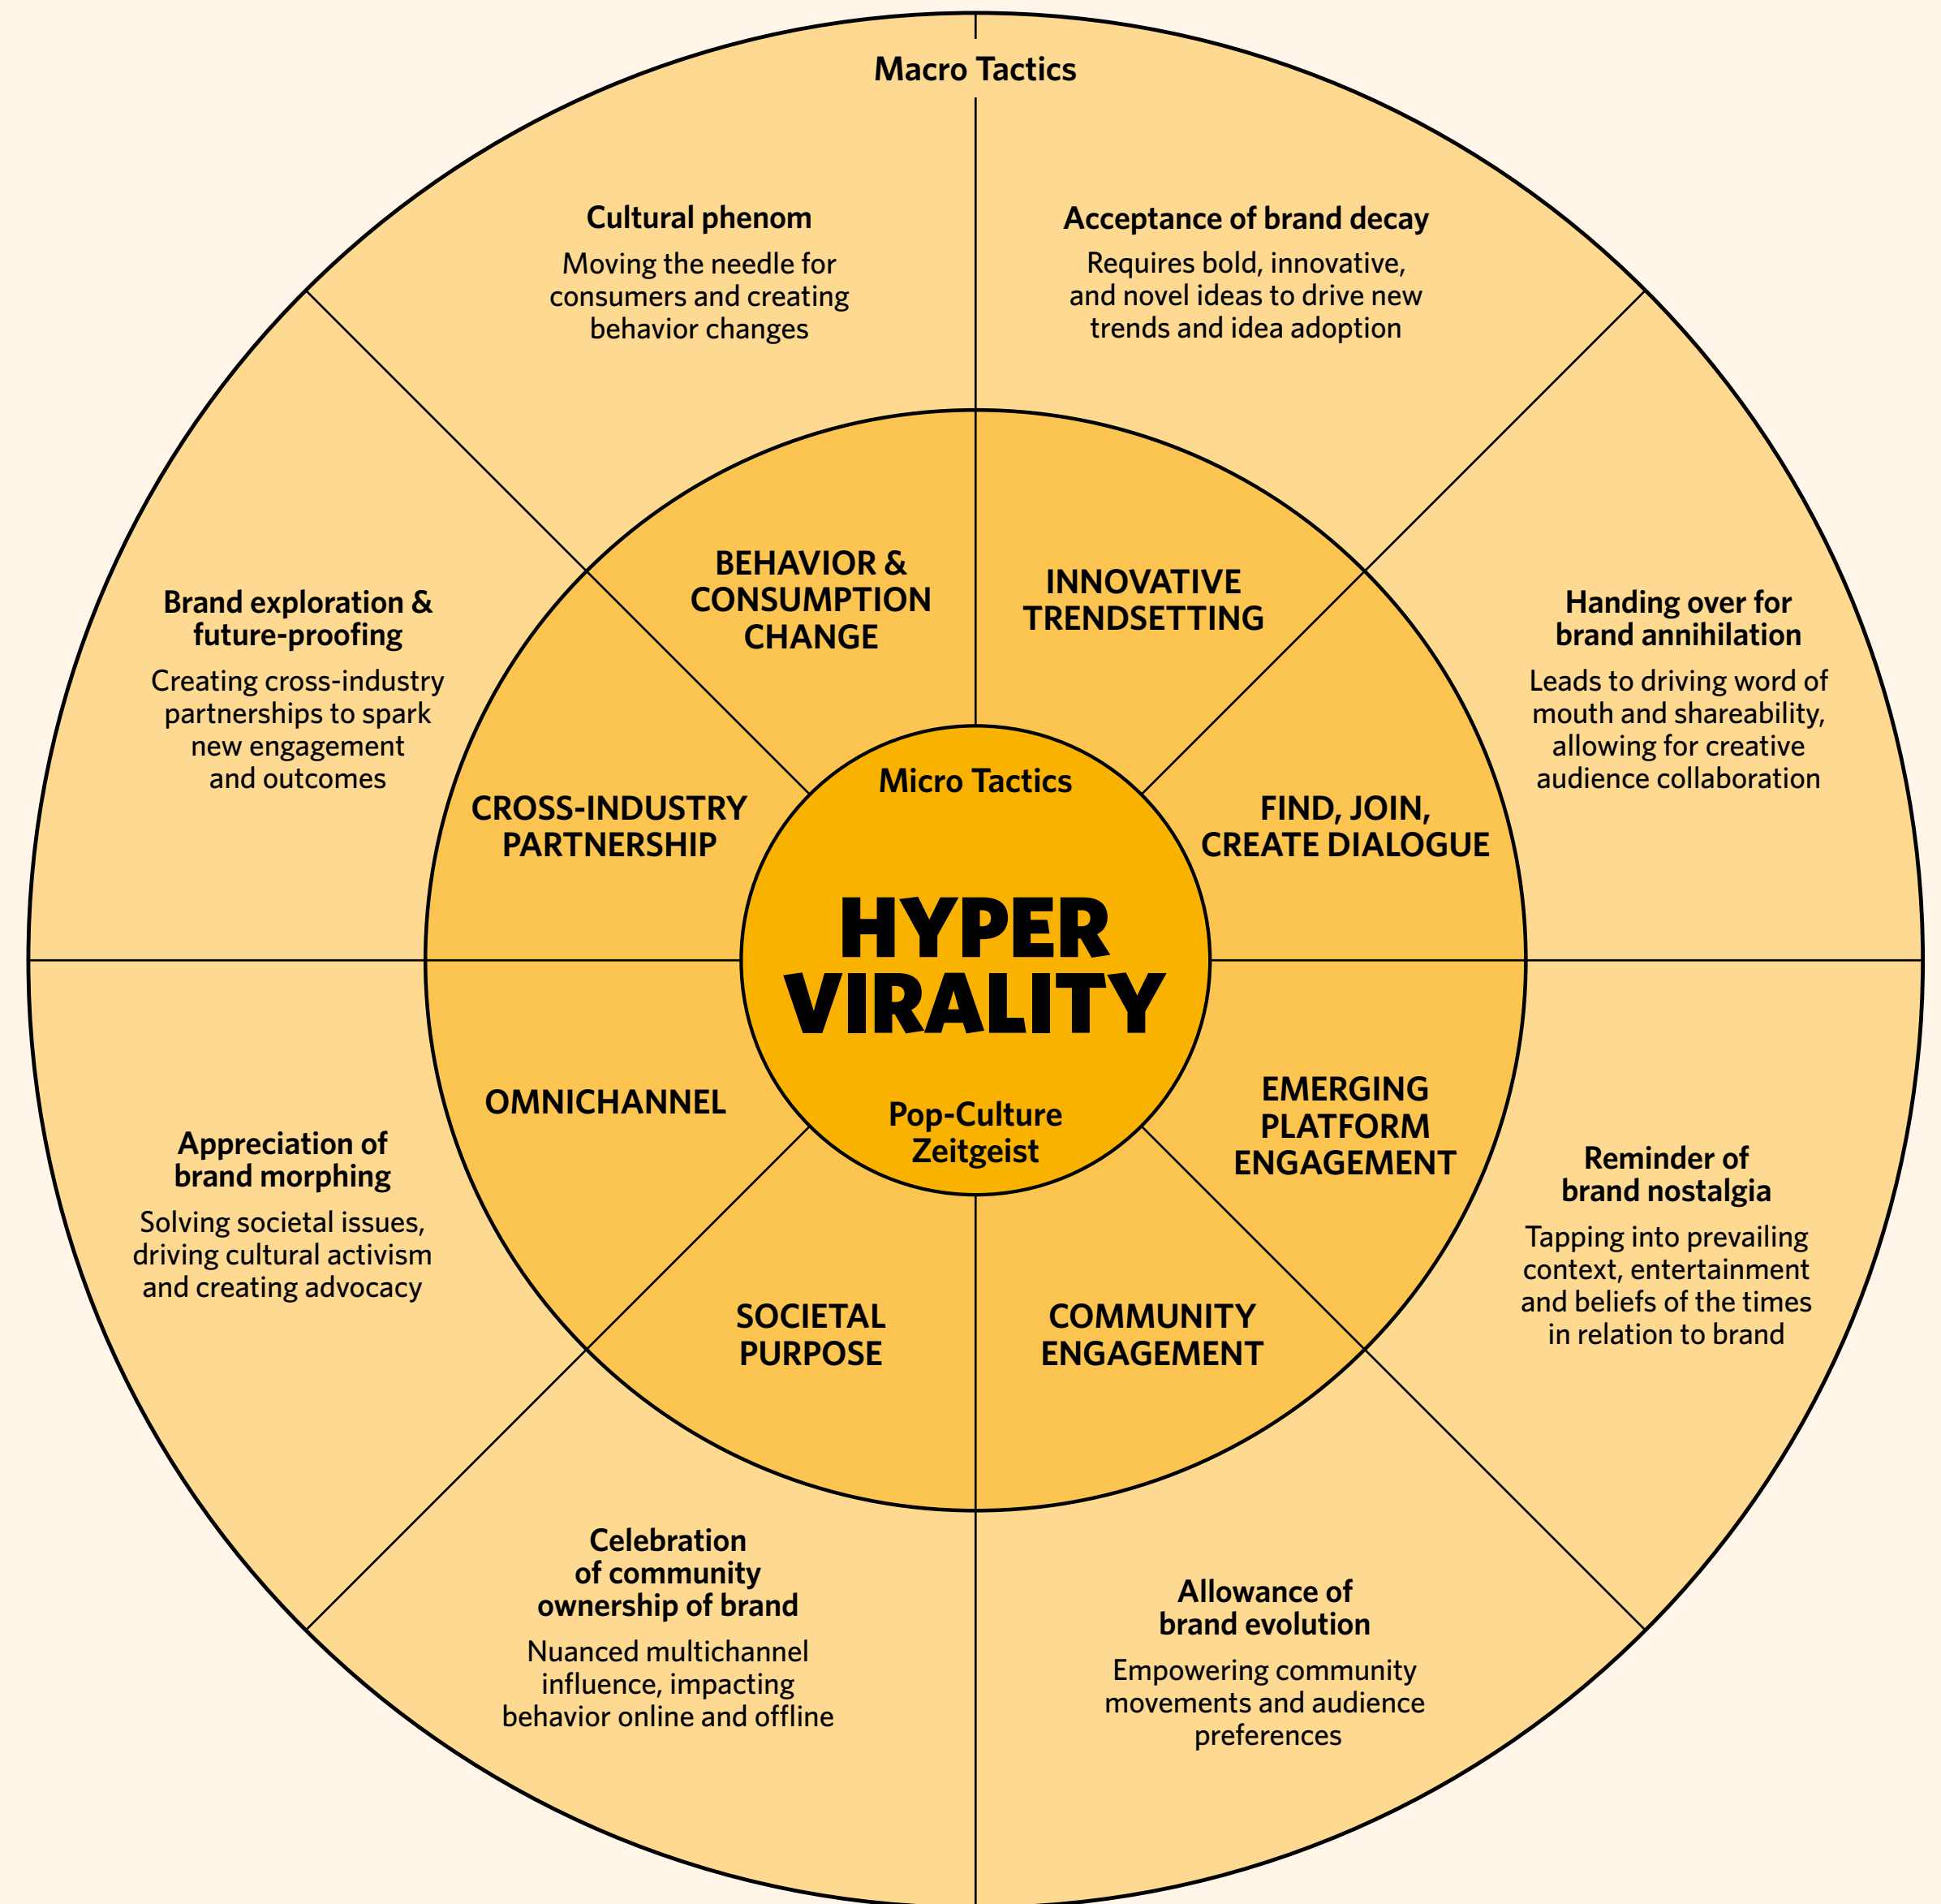 Macro Tactics
Cultural phenom
Moving the needle for
consumers and creating
behavior changes
Acceptance of brand decay
Requires bold, innovative,
and novel ideas to drive new
trends and idea adoption
Brand exploration &
future-proofing
Creating cross-industry
partnerships to spark
new engagement
and outcomes
Handing over for
brand annihilation
Leads to driving word of
mouth and shareability,
allowing for creative
audience collaboration
BEHAVIOR &
CONSUMPTION
CHANGE
INNOVATIVE
TRENDSETTING
CROSS-INDUSTRY
PARTNERSHIP
FIND, JOIN,
CREATE DIALOGUE
Micro Tactics
HYPER
VIRALITY
Pop-Culture
Zeitgeist
OMNICHANNEL
EMERGING
PLATFORM
ENGAGEMENT
SOCIETAL
PURPOSE
COMMUNITY
ENGAGEMENT
Appreciation of
brand morphing
Solving societal issues,
driving cultural activism
and creating advocacy
Reminder of
brand nostalgia
Tapping into prevailing
context, entertainment
and beliefs of the times
in relation to brand
Celebration
of community
ownership of brand
Nuanced multichannel
influence, impacting
behavior online and offline
Allowance of
brand evolution
Empowering community
movements and audience
preferences